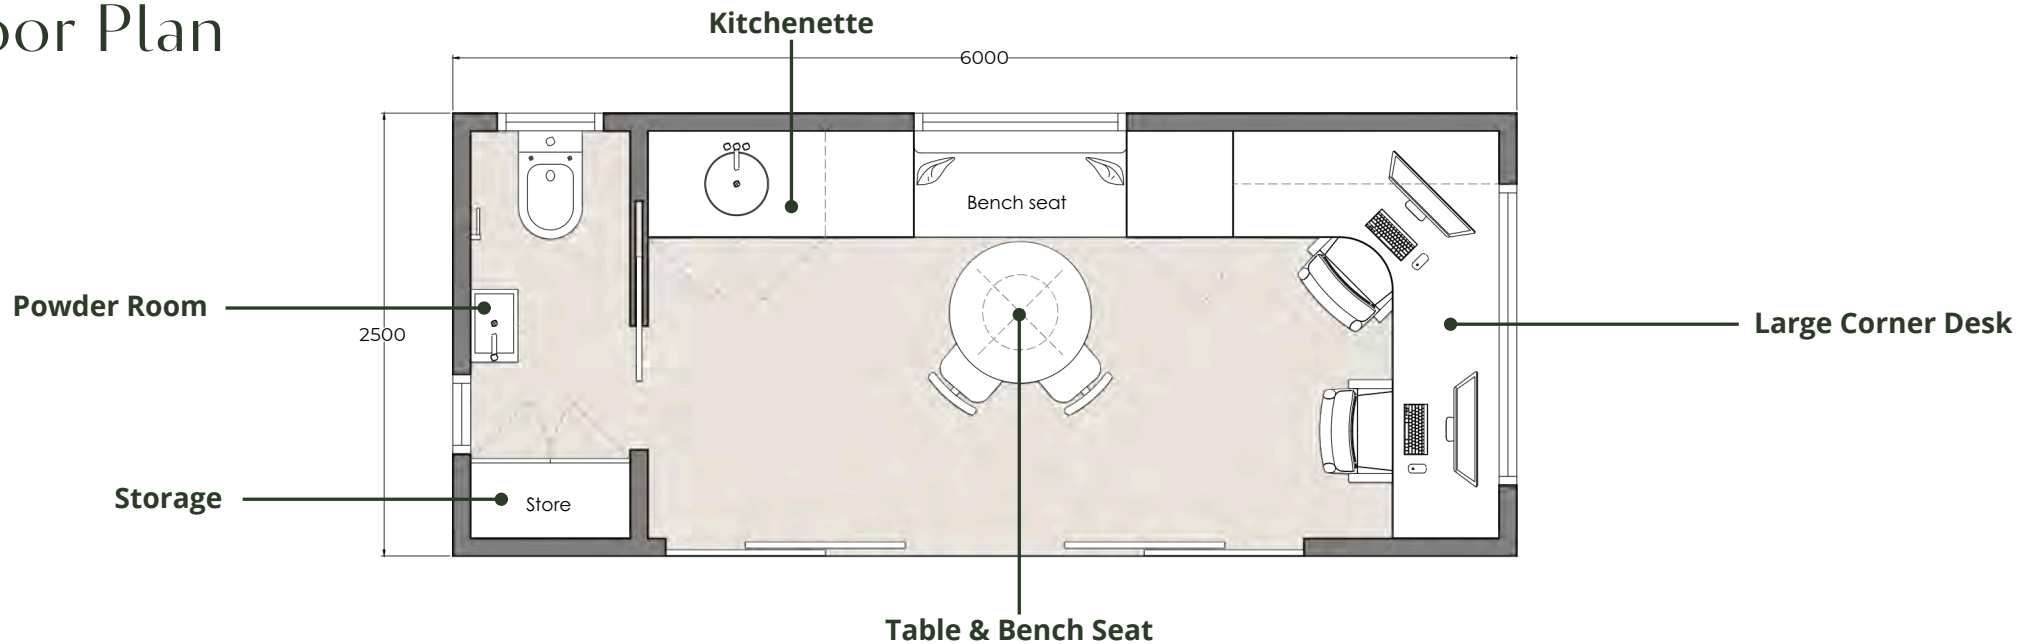 oor Plan
Kitchenette
6000
Bench seat
Powder Room
2500
Large Corner Desk
Storage
Store
Table & Bench Seat